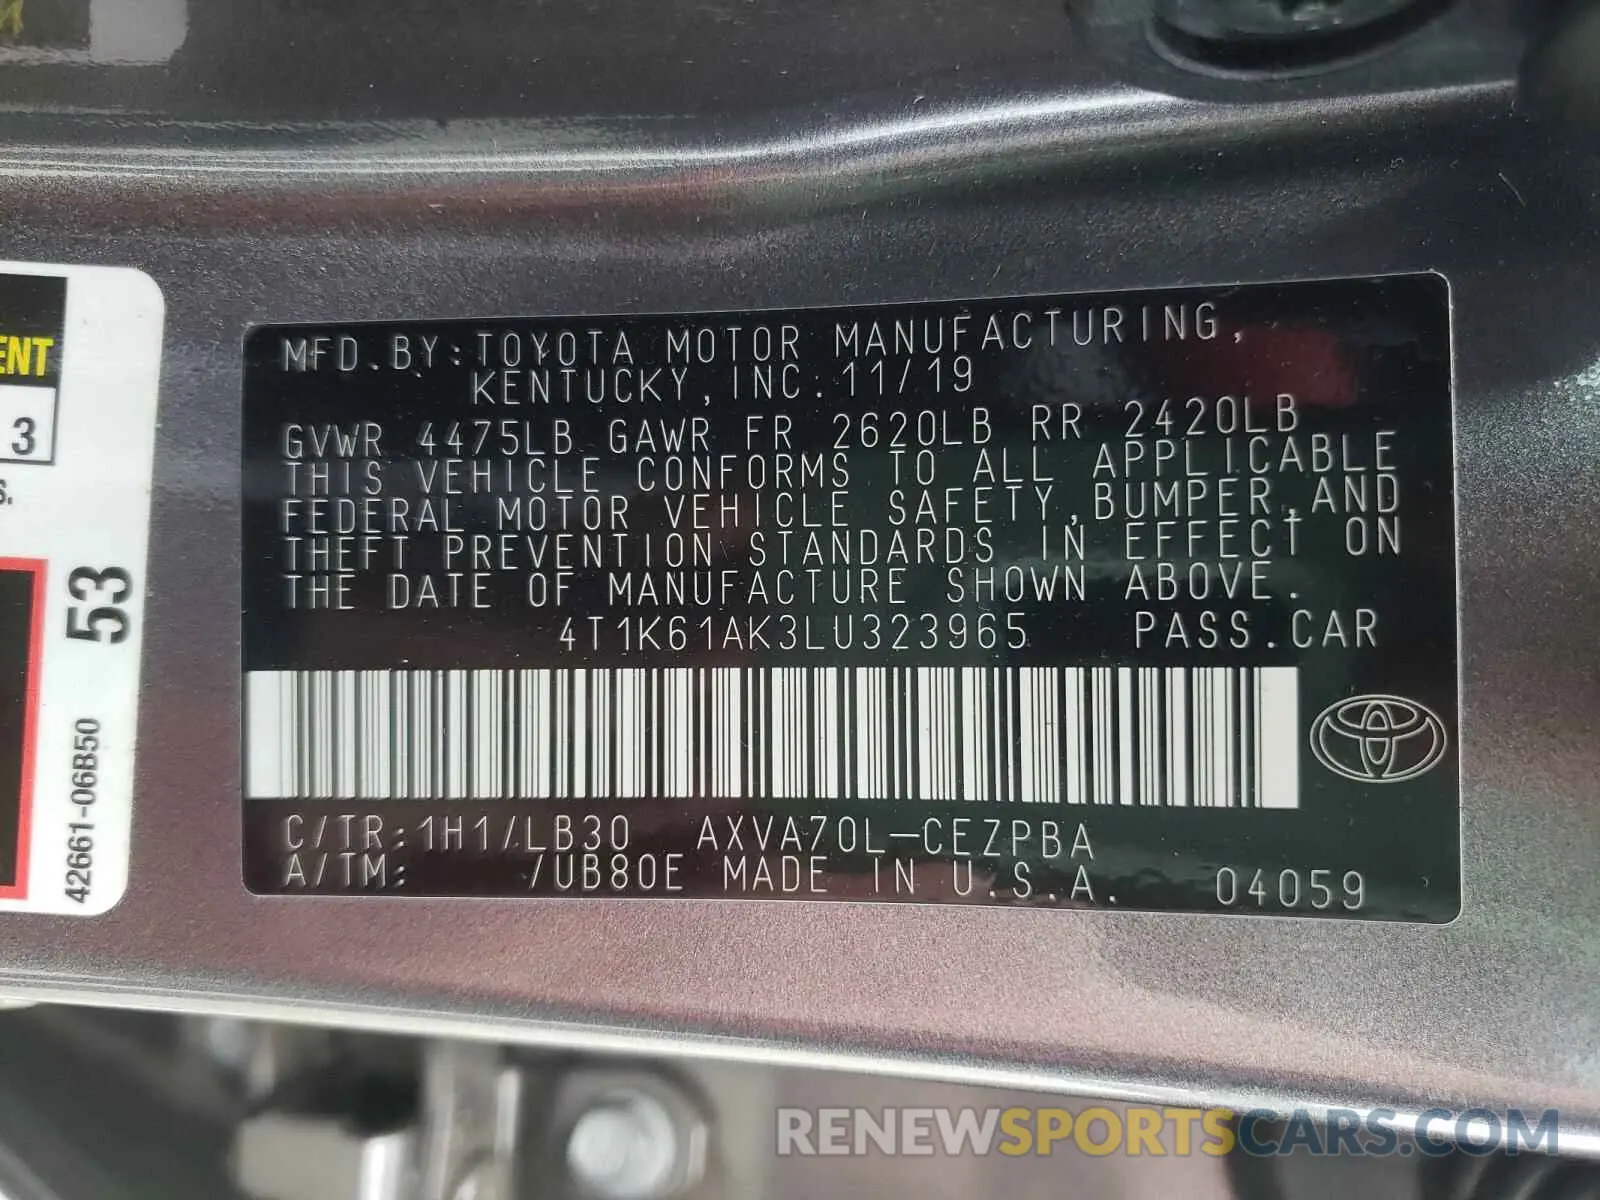 ENT
3
S.
53
42661-06B50
MFD.BY:TOYOTA MOTOR MANUFACTURING,
KENTUCKY,INC.11/19
GVWR 4475LB GAWR FR 2620LB RR 2420LB
THIS VEHICLE CONFORMS TO ALL APPLICABLE
FEDERAL MOTOR VEHICLE SAFETY,BUMPER,AND
THEFT PREVENTION STANDARDS IN EFFECT ON
THE DATE OF MANUFACTURE SHOWN ABOVE.
4T1K61AK3LU323965 PASS.CAR
C/TR:1H1/LB30 AXVA70L-CEZPBA
A/TM: /UB80E MADE IN U.S.A. 04059
RENEWSPORTSCARS.COM